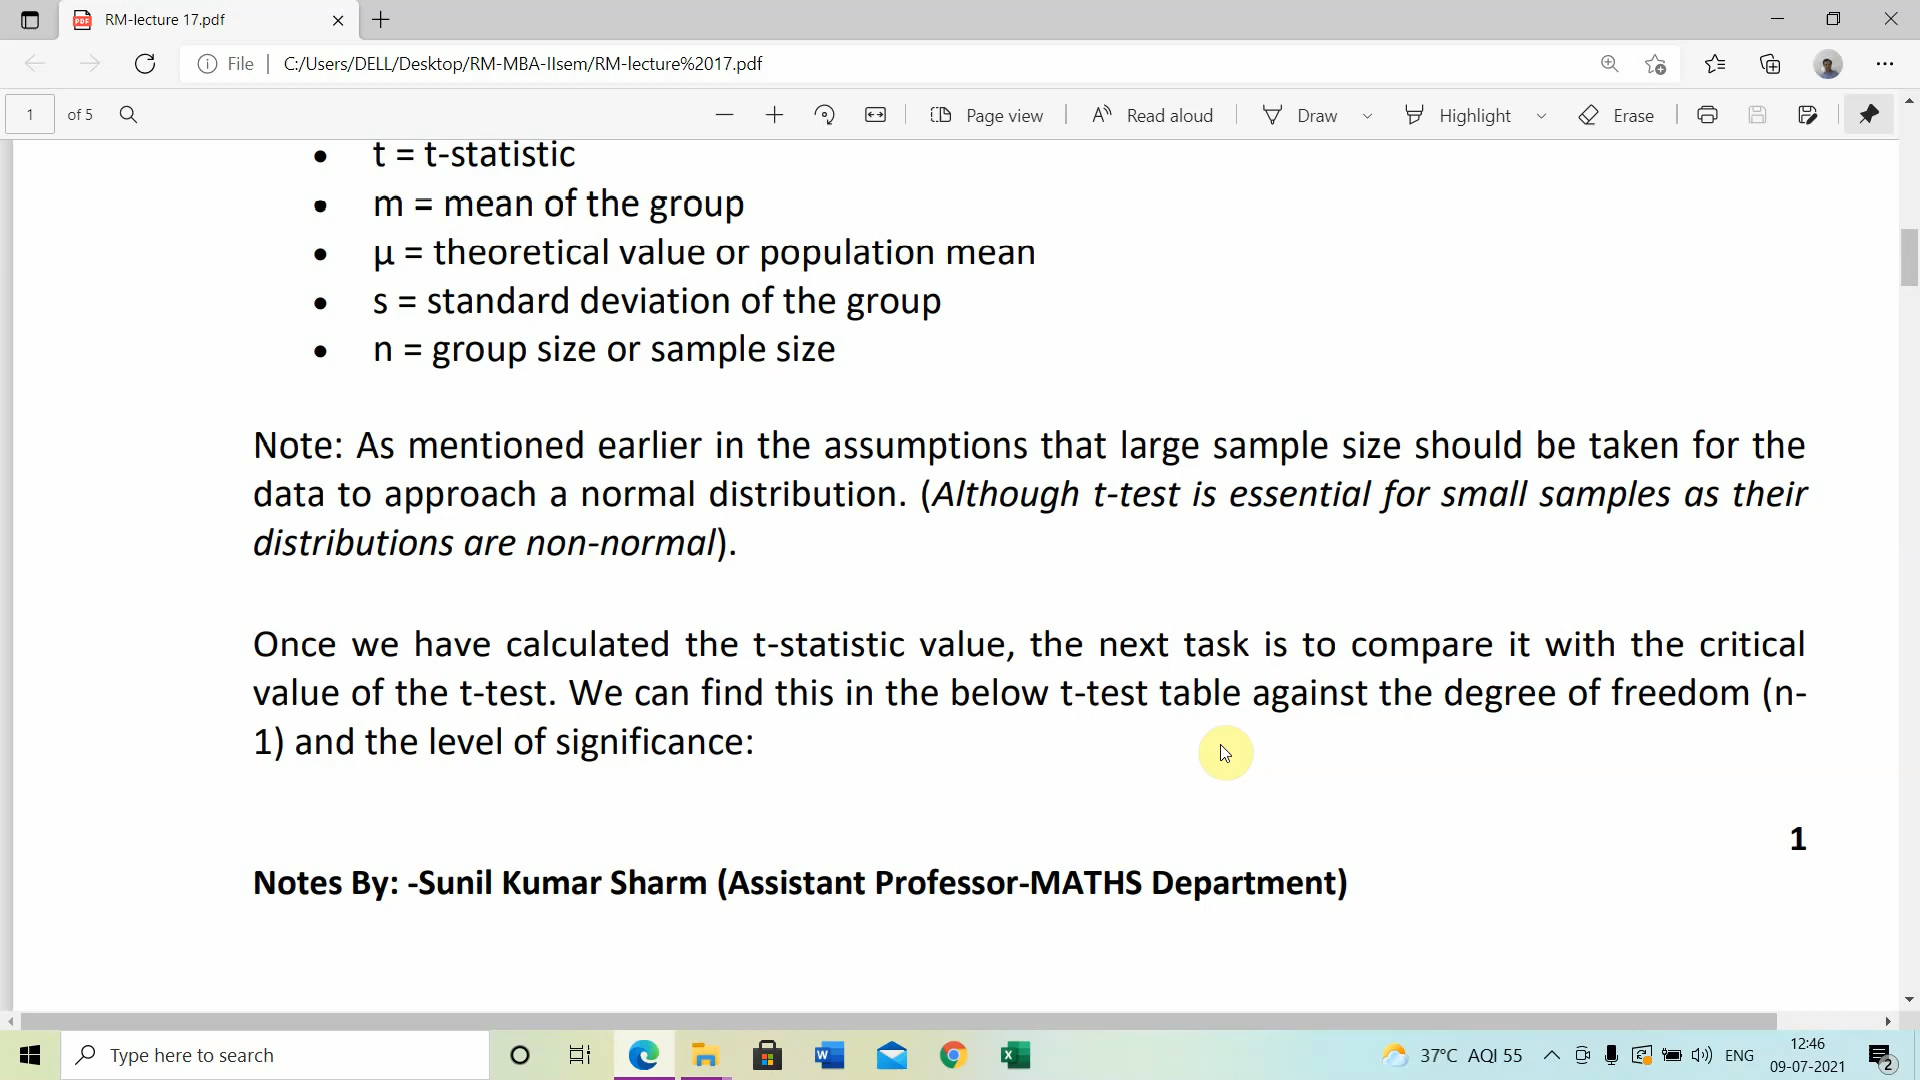 RM-lecture 17.pdf
File | C:/Users/DELL/Desktop/RM-MBA-IIsem/RM-lecture%2017.pdf
1 of 5
Page view
Read aloud
Draw
Highlight
Erase
• t = t-statistic
• m = mean of the group
• µ = theoretical value or population mean
• s = standard deviation of the group
• n = group size or sample size
Note: As mentioned earlier in the assumptions that large sample size should be taken for the
data to approach a normal distribution. (Although t-test is essential for small samples as their
distributions are non-normal).
Once we have calculated the t-statistic value, the next task is to compare it with the critical
value of the t-test. We can find this in the below t-test table against the degree of freedom (n-
1) and the level of significance:
1
Notes By: -Sunil Kumar Sharm (Assistant Professor-MATHS Department)
Type here to search
37°C AQI 55
ENG
12:46
09-07-2021
2